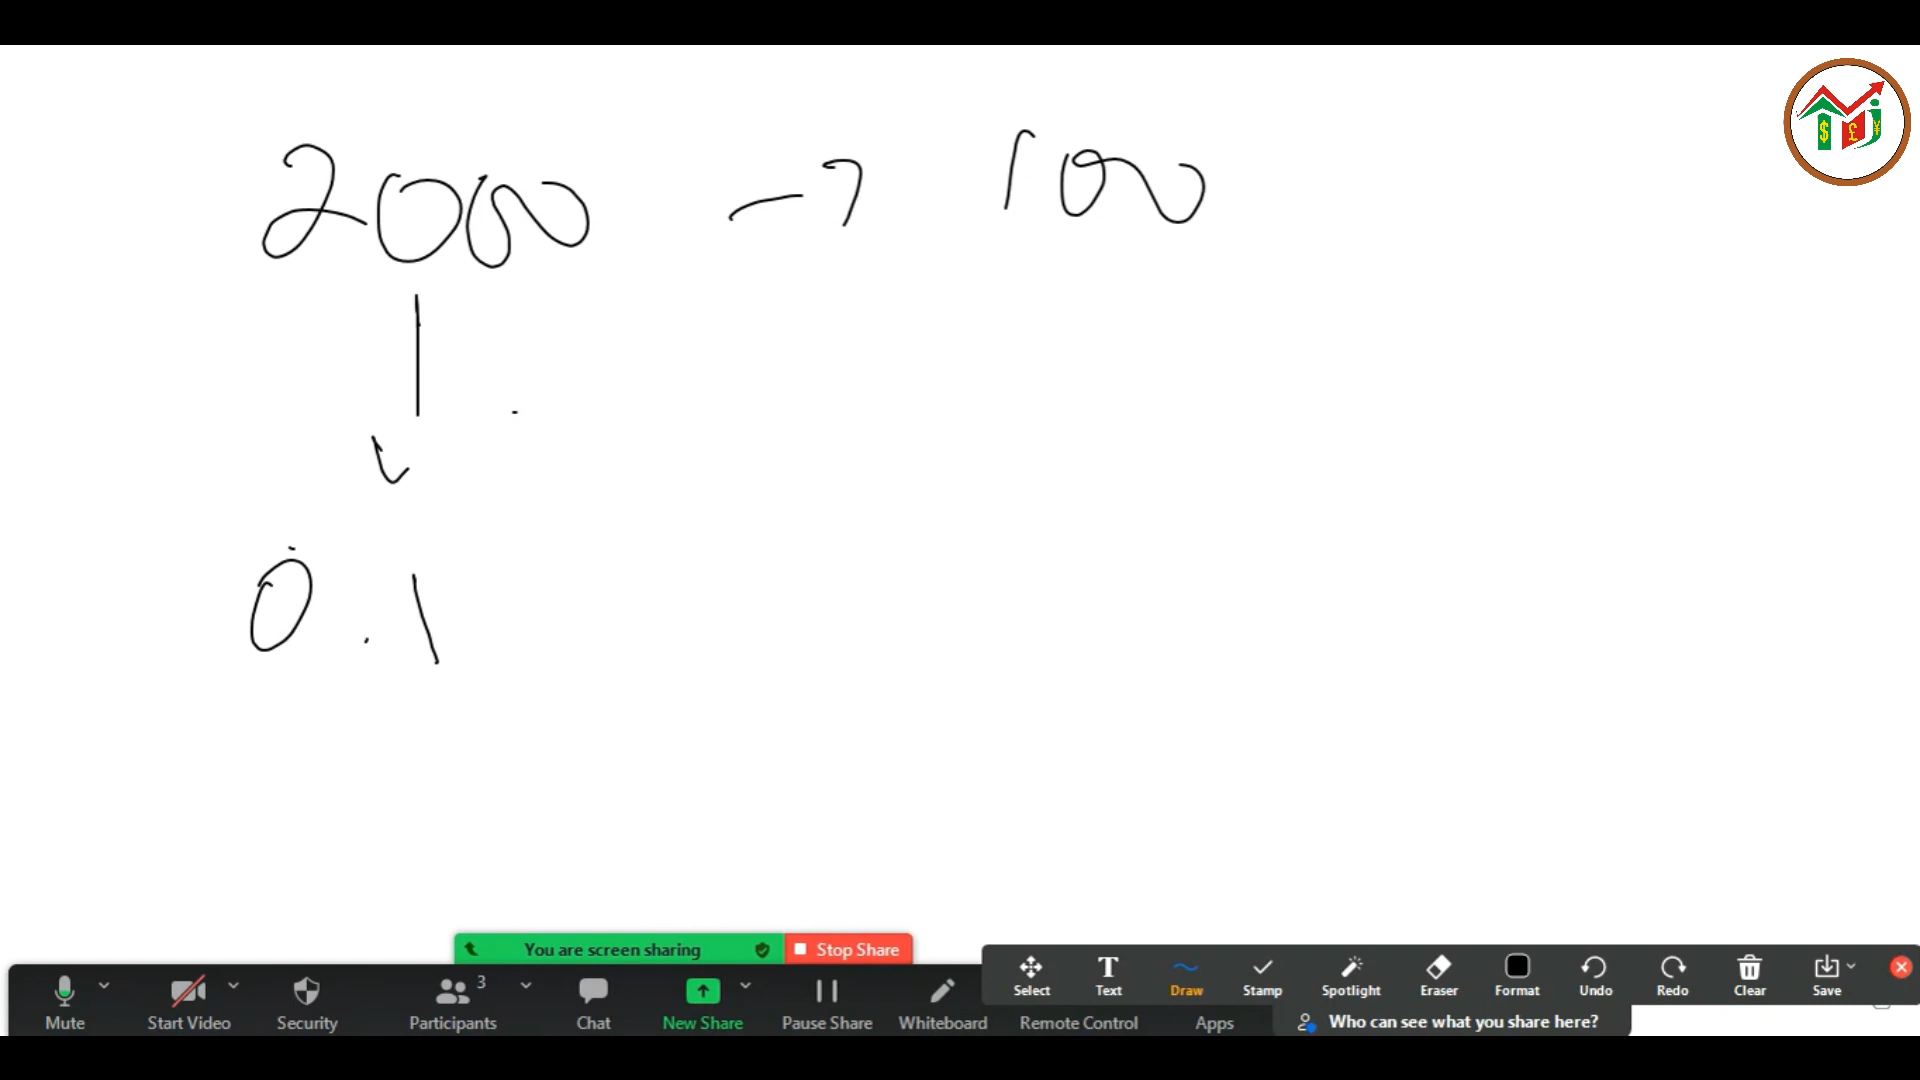 2000 → 100
↓
0.1
$ £ ¥
You are screen sharing Stop Share
Select Text Draw Stamp Spotlight Eraser Format Undo Redo Clear Save
3
Mute Start Video Security Participants Chat New Share Pause Share Whiteboard Remote Control Apps
Who can see what you share here?